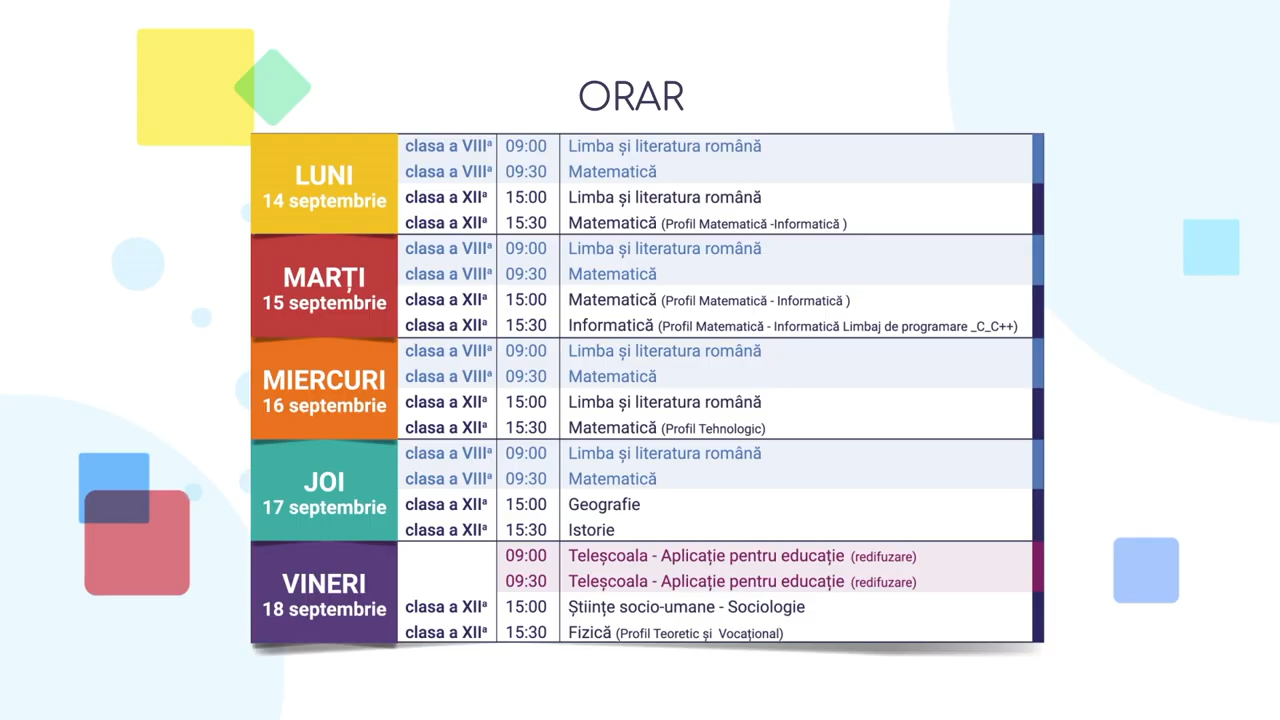 ORAR
LUNI
14 septembrie
clasa a VIIIª 09:00 Limba și literatura română
clasa a VIIIª 09:30 Matematică
clasa a XIIª 15:00 Limba și literatura română
clasa a XIIª 15:30 Matematică (Profil Matematică -Informatică )
MARȚI
15 septembrie
clasa a VIIIª 09:00 Limba și literatura română
clasa a VIIIª 09:30 Matematică
clasa a XIIª 15:00 Matematică (Profil Matematică - Informatică )
clasa a XIIª 15:30 Informatică (Profil Matematică - Informatică Limbaj de programare _C_C++)
MIERCURI
16 septembrie
clasa a VIIIª 09:00 Limba și literatura română
clasa a VIIIª 09:30 Matematică
clasa a XIIª 15:00 Limba și literatura română
clasa a XIIª 15:30 Matematică (Profil Tehnologic)
JOI
17 septembrie
clasa a VIIIª 09:00 Limba și literatura română
clasa a VIIIª 09:30 Matematică
clasa a XIIª 15:00 Geografie
clasa a XIIª 15:30 Istorie
VINERI
18 septembrie
09:00 Teleșcoala - Aplicație pentru educație (redifuzare)
09:30 Teleșcoala - Aplicație pentru educație (redifuzare)
clasa a XIIª 15:00 Științe socio-umane - Sociologie
clasa a XIIª 15:30 Fizică (Profil Teoretic și Vocațional)